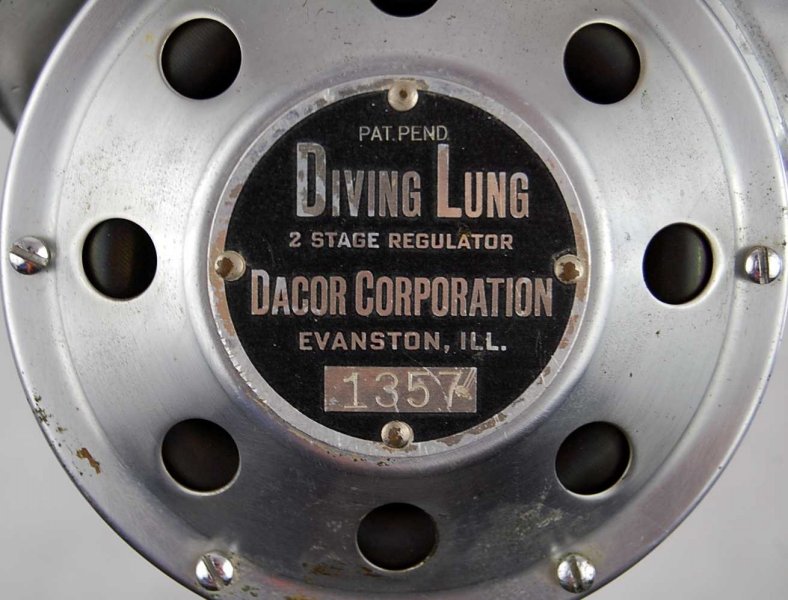 PAT. PEND.
DIVING LUNG
2 STAGE REGULATOR
DACOR CORPORATION
EVANSTON, ILL.
1357